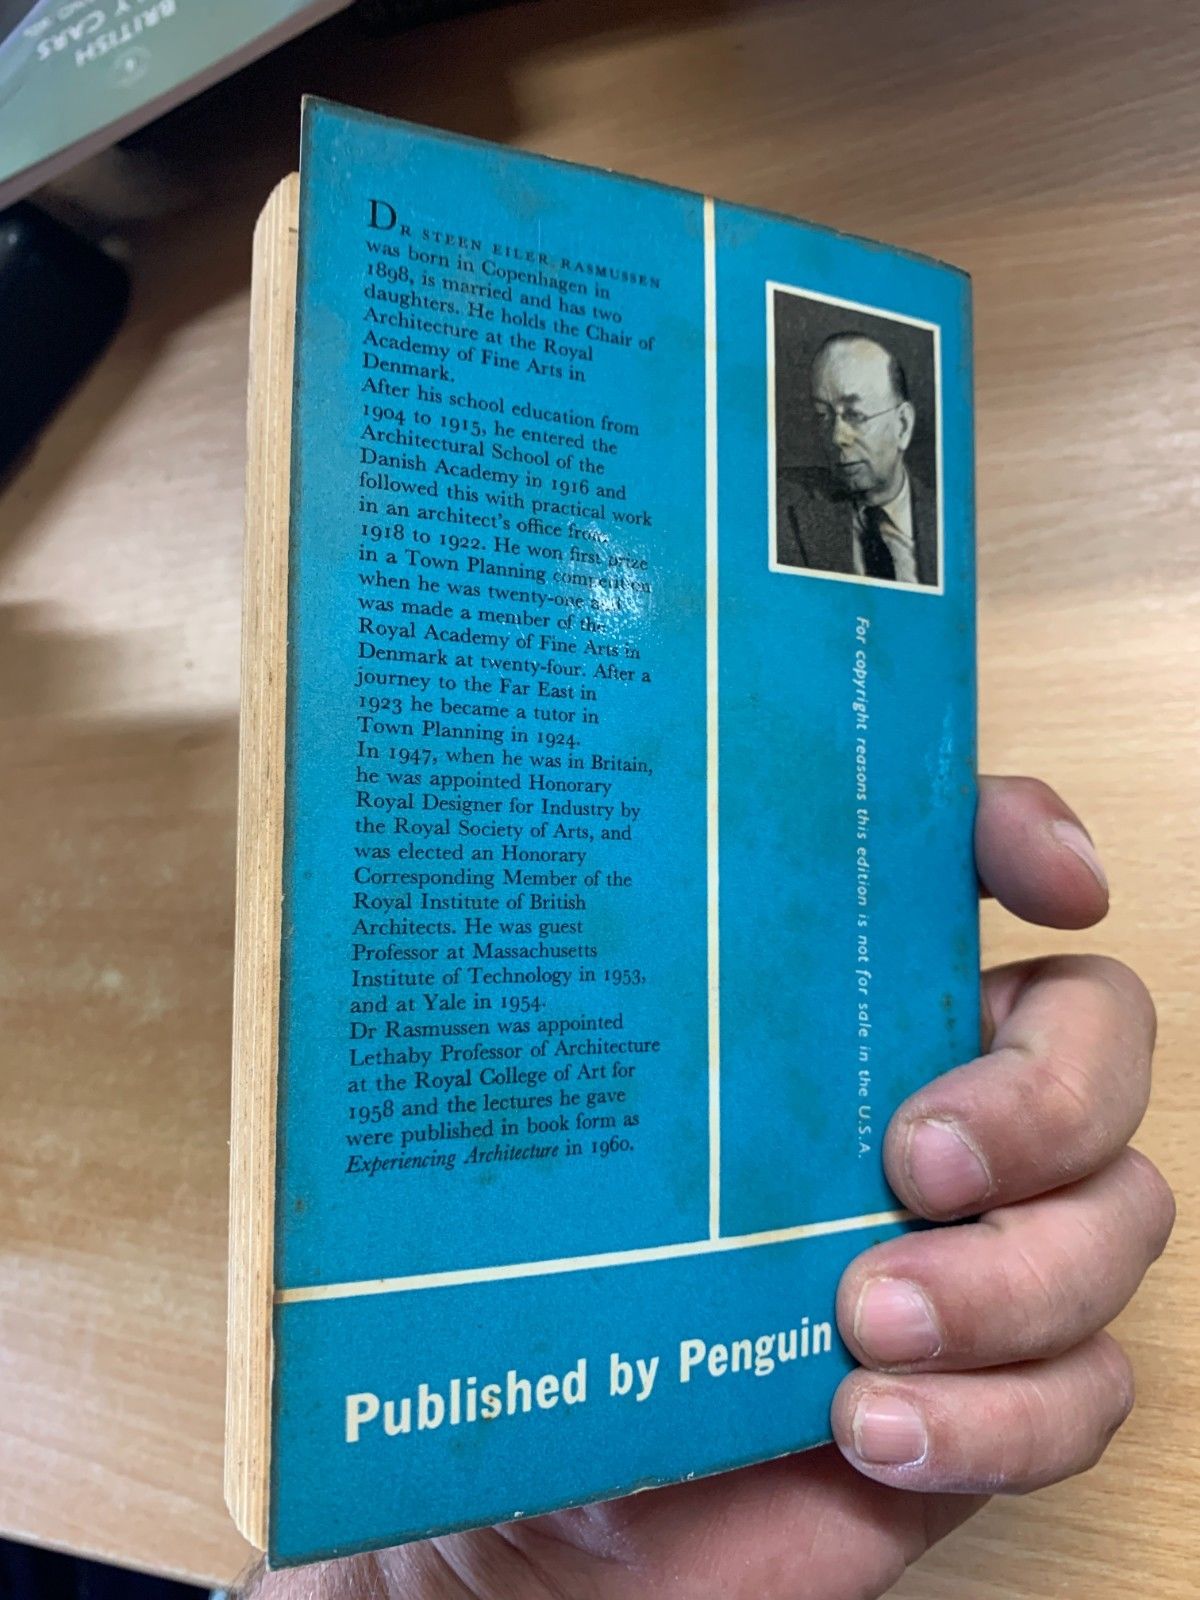 BRITISH
CARS
DR STEEN EILER RASMUSSEN
was born in Copenhagen in
1898, is married and has two
daughters. He holds the Chair of
Architecture at the Royal
Academy of Fine Arts in
Denmark.
After his school education from
1904 to 1915, he entered the
Architectural School of the
Danish Academy in 1916 and
followed this with practical work
in an architect's office from
1918 to 1922. He won first prize
in a Town Planning competition
when he was twenty-one and
was made a member of the
Royal Academy of Fine Arts in
Denmark at twenty-four. After a
journey to the Far East in
1923 he became a tutor in
Town Planning in 1924.
In 1947, when he was in Britain,
he was appointed Honorary
Royal Designer for Industry by
the Royal Society of Arts, and
was elected an Honorary
Corresponding Member of the
Royal Institute of British
Architects. He was guest
Professor at Massachusetts
Institute of Technology in 1953,
and at Yale in 1954.
Dr Rasmussen was appointed
Lethaby Professor of Architecture
at the Royal College of Art for
1958 and the lectures he gave
were published in book form as
Experiencing Architecture in 1960.
For copyright reasons this edition is not for sale in the U.S.A.
Published by Penguin